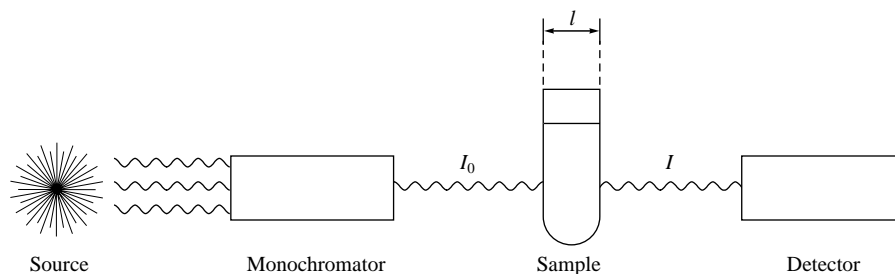 l
I0
I
Source
Monochromator
Sample
Detector